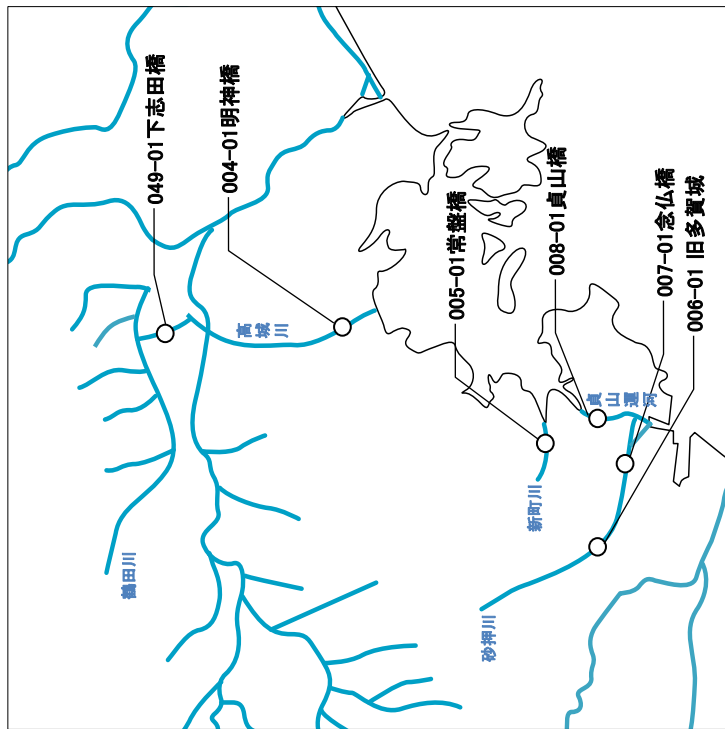 049-01下志田橋
004-01明神橋
005-01常盤橋
008-01貞山橋
007-01念仏橋
006-01 旧多賀城
高城川
貞山運河
新町川
鶴田川
砂押川